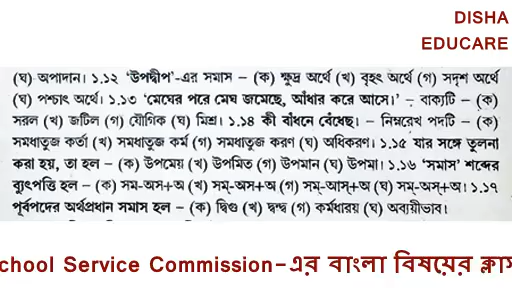 DISHA
EDUCARE
(ঘ) অপাদান। ১.১২ ‘উপদ্বীপ’-এর সমাস – (ক) ক্ষুদ্র অর্থে (খ) বৃহৎ অর্থে (গ) সদৃশ অর্থে
(ঘ) পশ্চাৎ অর্থে। ১.১৩ ‘মেঘের পরে মেঘ জমেছে, আঁধার করে আসে।’ – বাক্যটি – (ক)
সরল (খ) জটিল (গ) যৌগিক (ঘ) মিশ্র। ১.১৪ কী বাঁধনে বেঁধেছ। – নিম্নরেখ পদটি – (ক)
সমধাতুজ কর্তা (খ) সমধাতুজ কর্ম (গ) সমধাতুজ করণ (ঘ) অধিকরণ। ১.১৫ যার সঙ্গে তুলনা
করা হয়, তা হল – (ক) উপমেয় (খ) উপমিত (গ) উপমান (ঘ) উপমা। ১.১৬ ‘সমাস’ শব্দের
ব্যুৎপত্তি হল – (ক) সম-অস+অ (খ) সম্-অস+অ (গ) সম্-আস্+অ (ঘ) সম্-অস্+অ। ১.১৭
পূর্বপদের অর্থপ্রধান সমাস হল – (ক) দ্বিগু (খ) দ্বন্দ্ব (গ) কর্মধারয় (ঘ) অব্যয়ীভাব।
chool Service Commission-এর বাংলা বিষয়ের ক্লাস